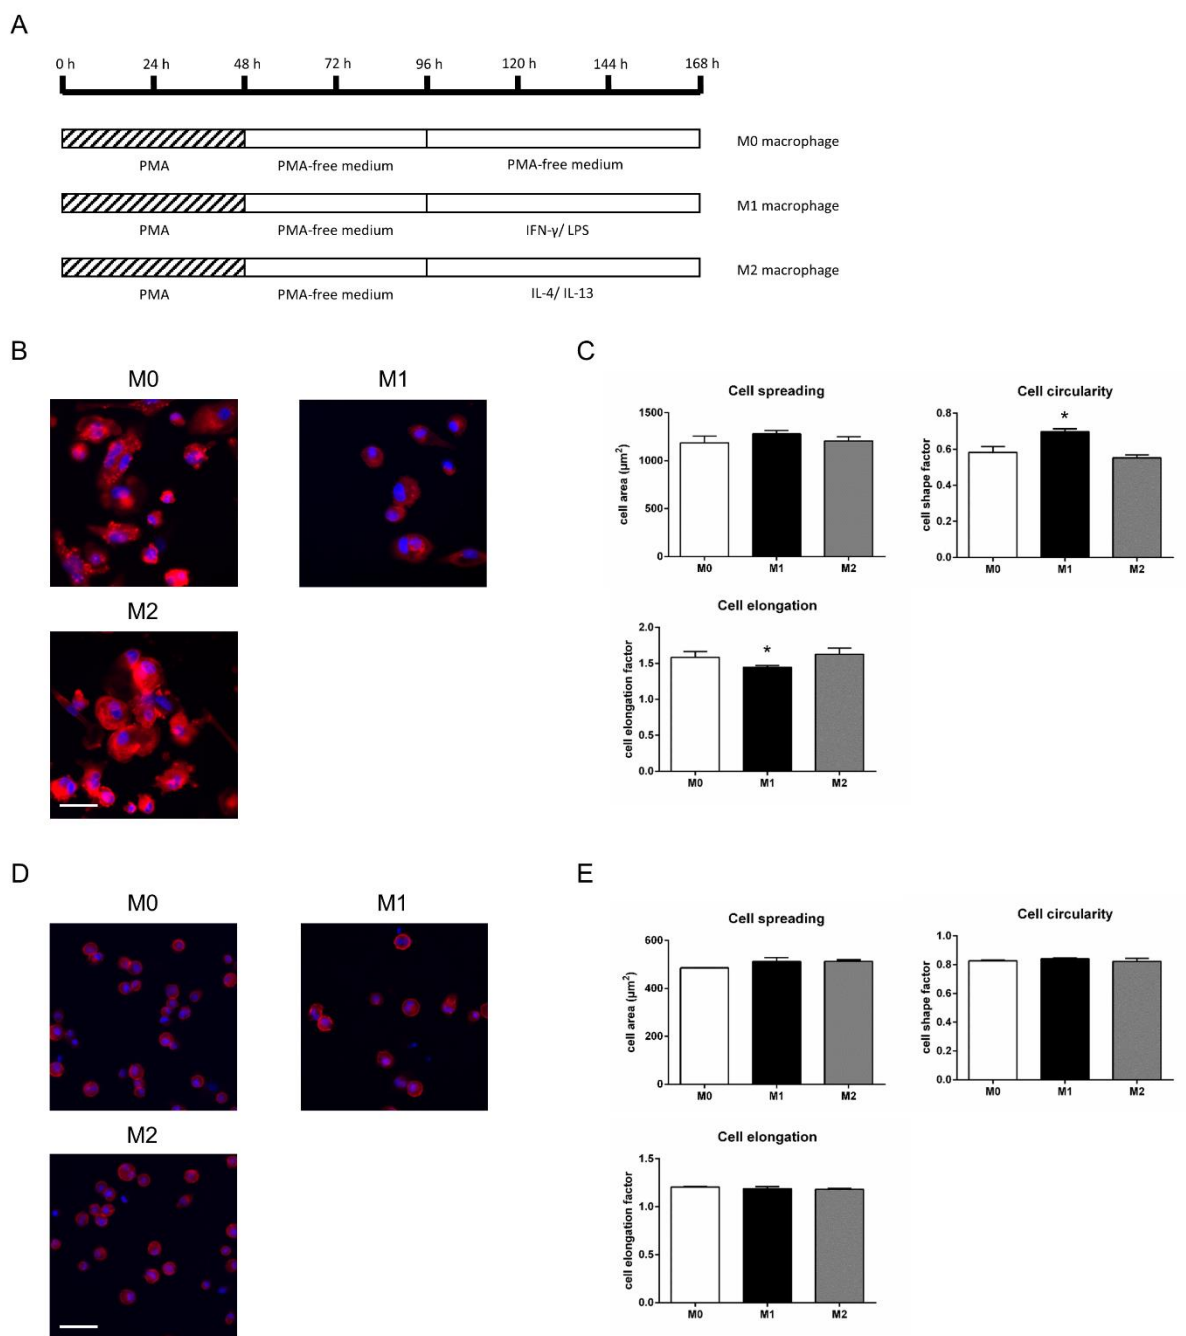 A
0 h 24 h 48 h 72 h 96 h 120 h 144 h 168 h
M0 macrophage
PMA PMA-free medium PMA-free medium
M1 macrophage
PMA PMA-free medium IFN-γ/ LPS
M2 macrophage
PMA PMA-free medium IL-4/ IL-13
B
M0 M1
M2
C
Cell spreading
cell area (µm²)
1500
1000
500
0
M0 M1 M2
Cell circularity
cell shape factor
0.8
0.6
0.4
0.2
0.0
*
M0 M1 M2
Cell elongation
cell elongation factor
2.0
1.5
1.0
0.5
0.0
*
M0 M1 M2
D
M0 M1
M2
E
Cell spreading
cell area (µm²)
600
400
200
0
M0 M1 M2
Cell circularity
cell shape factor
1.0
0.8
0.6
0.4
0.2
0.0
M0 M1 M2
Cell elongation
cell elongation factor
1.5
1.0
0.5
0.0
M0 M1 M2